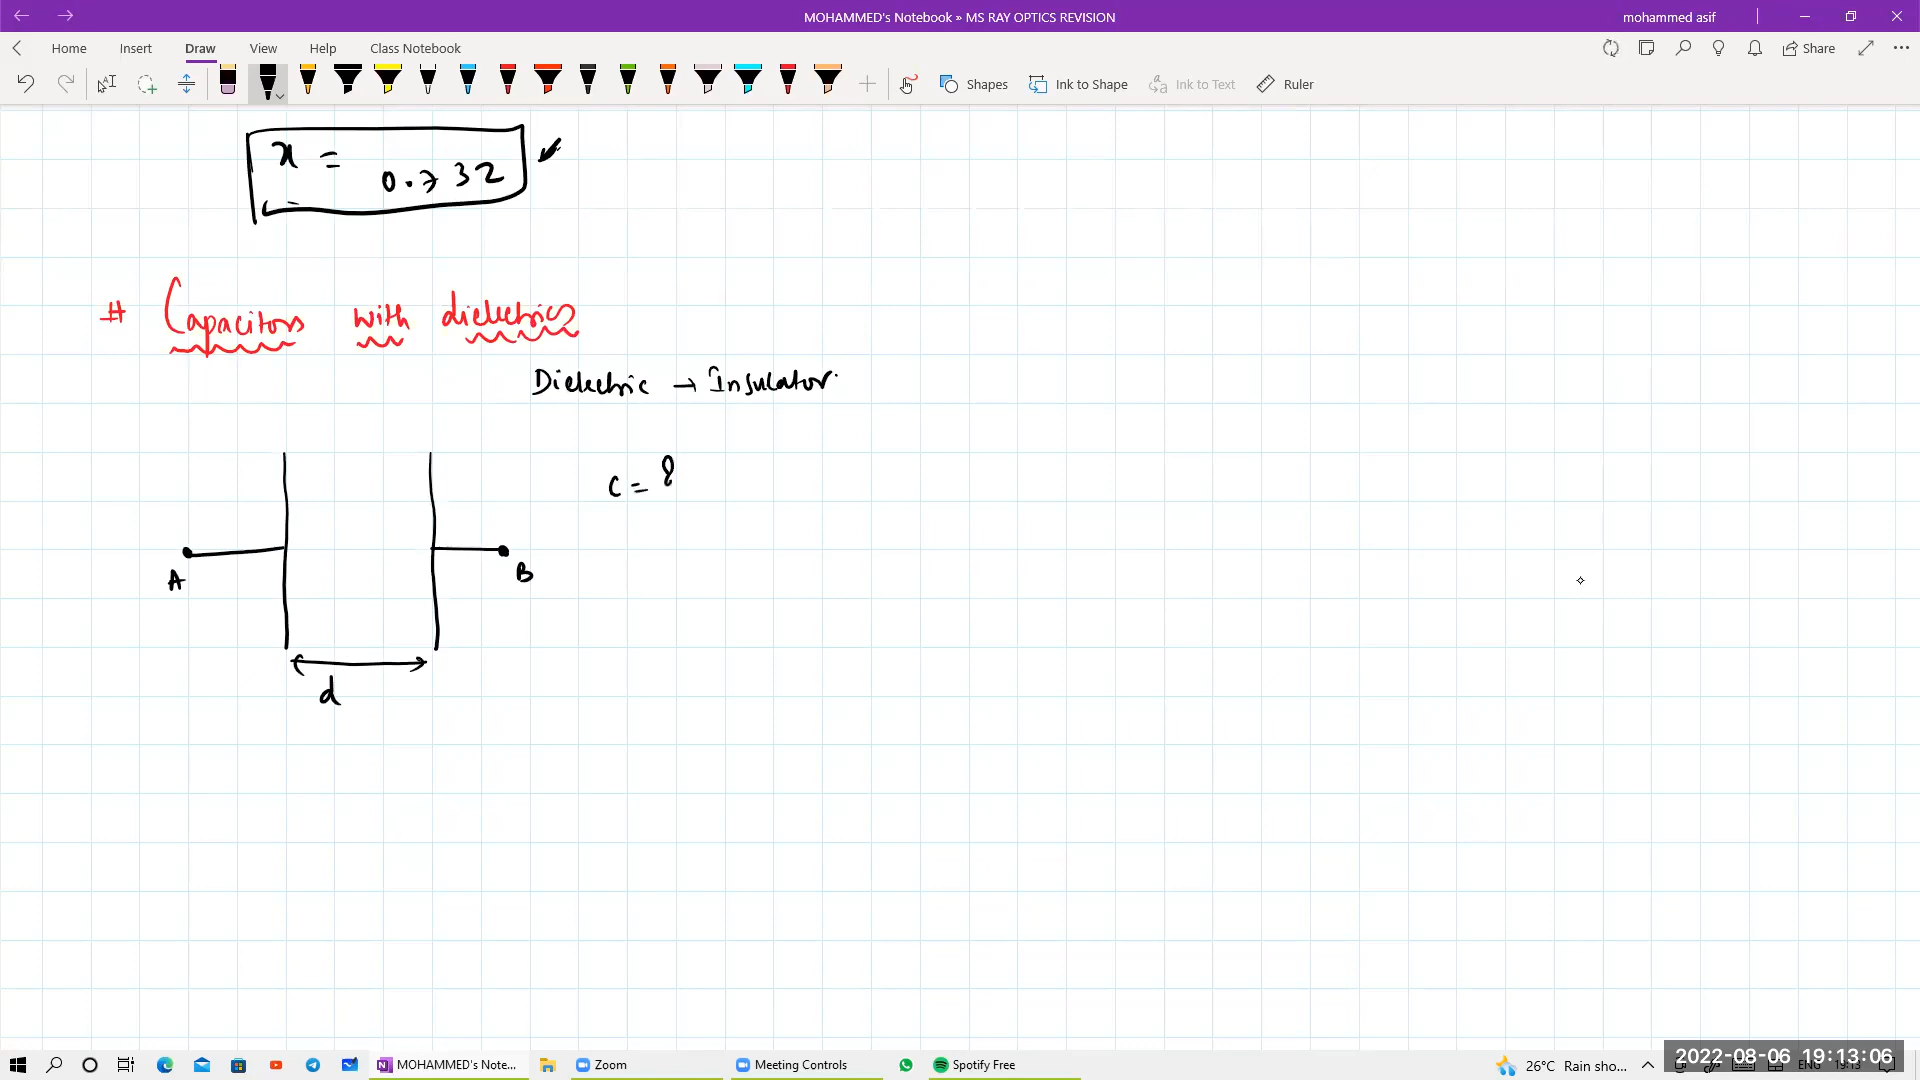 MOHAMMED's Notebook » MS RAY OPTICS REVISION
mohammed asif
Home Insert Draw View Help Class Notebook
Share
Shapes Ink to Shape Ink to Text Ruler
x = 0.732
# Capacitors with dielectrics
Dielectric → Insulator.
C =
A
B
d
MOHAMMED's Note... Zoom Meeting Controls Spotify Free
26°C Rain sho...
2022-08-06 19:13:06